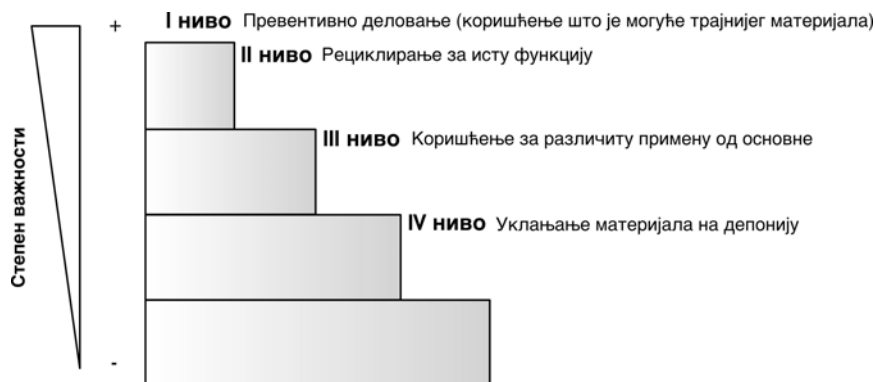 + I ниво Превентивно деловање (коришћење што је могуће трајнијег материјала)
II ниво Рециклирање за исту функцију
III ниво Коришћење за различиту примену од основне
IV ниво Уклањање материјала на депонију
Степен важности
-